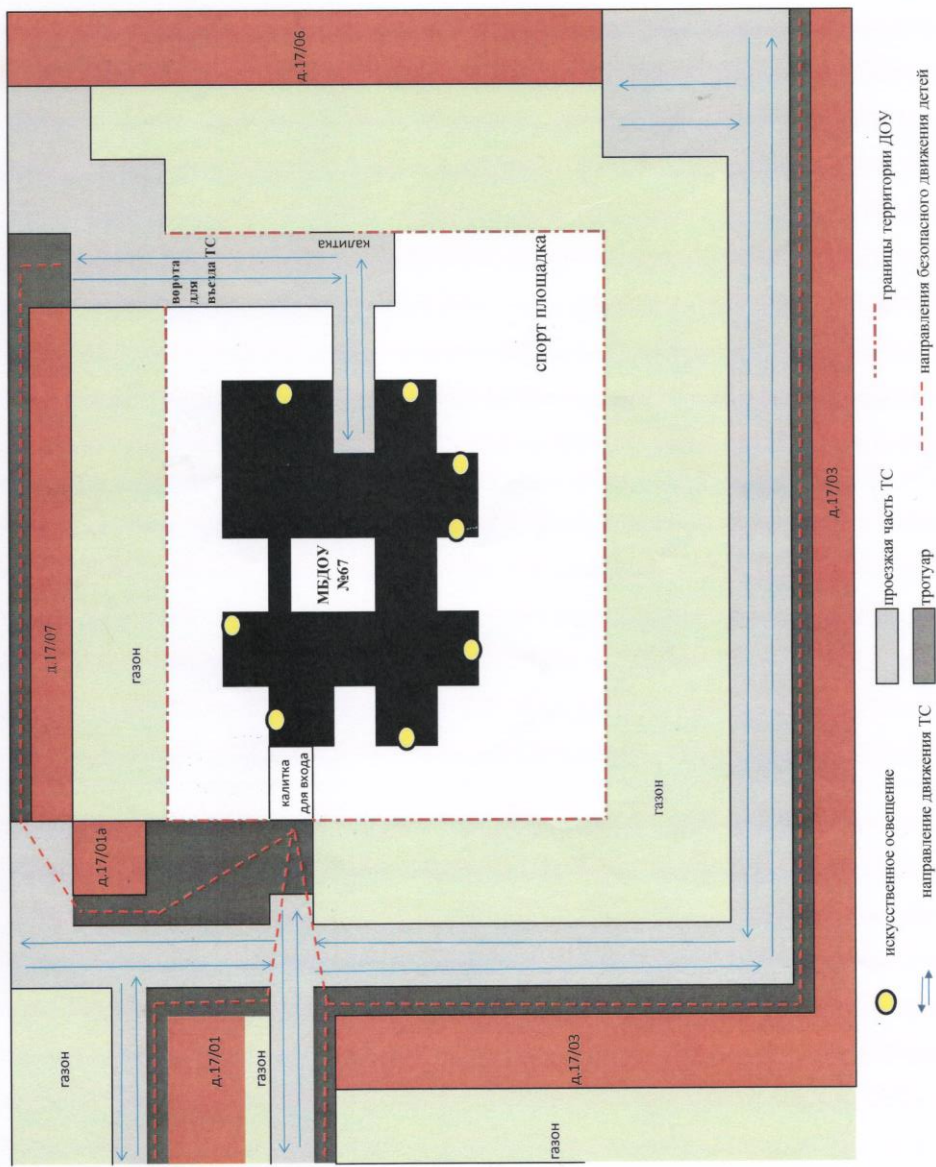 д.17/07
д.17/06
газон
ворота
для
въезда ТС
калитка
д.17/01а
МБДОУ
№67
калитка
для входа
спорт площадка
газон
д.17/01
газон
газон
д.17/03
газон
д.17/03
искусственное освещение
направление движения ТС
проезжая часть ТС
тротуар
границы территории ДОУ
направления безопасного движения детей